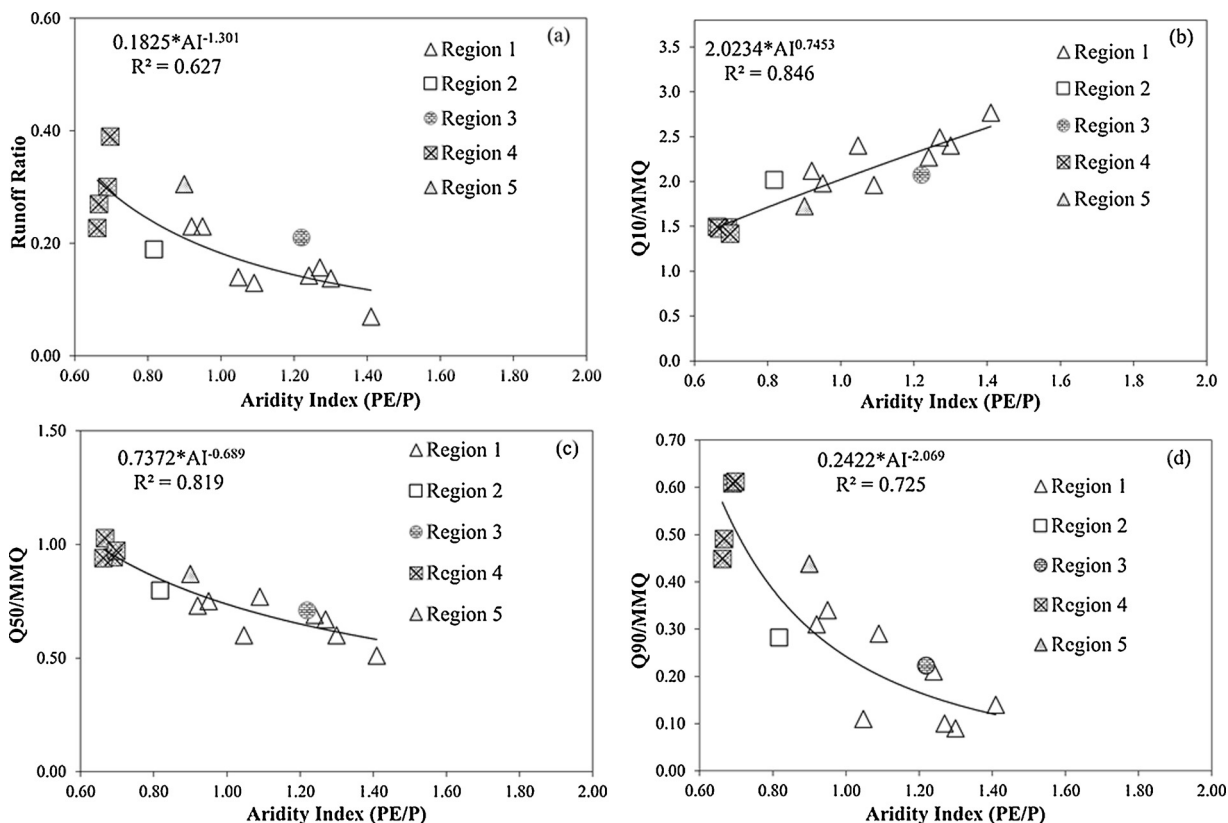 0.60
0.40
0.20
0.00
Runoff Ratio
0.1825*AI^-1.301
R² = 0.627
(a)
Region 1
Region 2
Region 3
Region 4
Region 5
0.60 0.80 1.00 1.20 1.40 1.60 1.80 2.00
Aridity Index (PE/P)
3.5
3.0
2.5
2.0
1.5
1.0
0.5
0.0
Q10/MMQ
2.0234*AI^0.7453
R² = 0.846
(b)
Region 1
Region 2
Region 3
Region 4
Region 5
0.6 0.8 1.0 1.2 1.4 1.6 1.8 2.0
Aridity Index (PE/P)
1.50
1.00
0.50
0.00
Q50/MMQ
0.7372*AI^-0.689
R² = 0.819
(c)
Region 1
Region 2
Region 3
Region 4
Region 5
0.60 0.80 1.00 1.20 1.40 1.60 1.80 2.00
Aridity Index (PE/P)
0.70
0.60
0.50
0.40
0.30
0.20
0.10
0.00
Q90/MMQ
0.2422*AI^-2.069
R² = 0.725
(d)
Region 1
Region 2
Region 3
Region 4
Region 5
0.60 0.80 1.00 1.20 1.40 1.60 1.80 2.00
Aridity Index (PE/P)